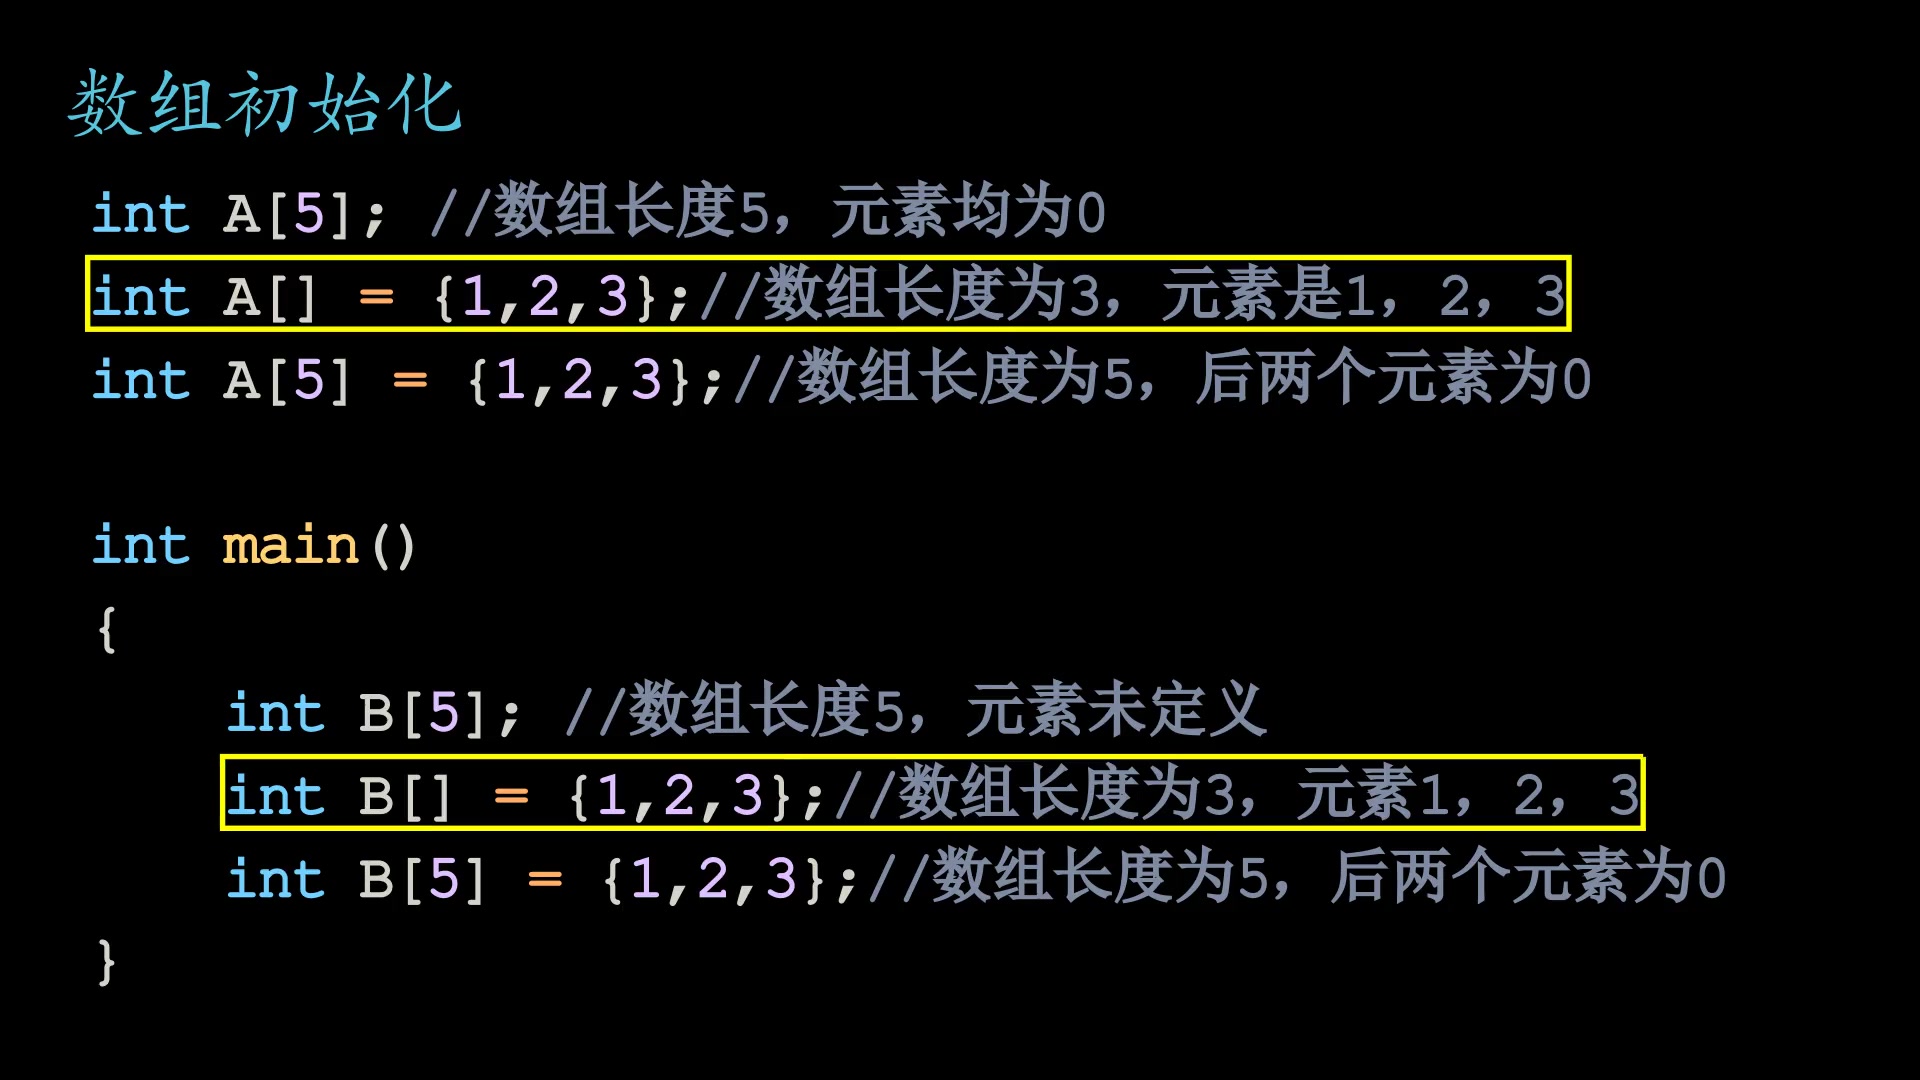 数组初始化
int A[5]; //数组长度5，元素均为0
int A[] = {1,2,3};//数组长度为3，元素是1，2，3
int A[5] = {1,2,3};//数组长度为5，后两个元素为0
int main()
{
int B[5]; //数组长度5，元素未定义
int B[] = {1,2,3};//数组长度为3，元素1，2，3
int B[5] = {1,2,3};//数组长度为5，后两个元素为0
}